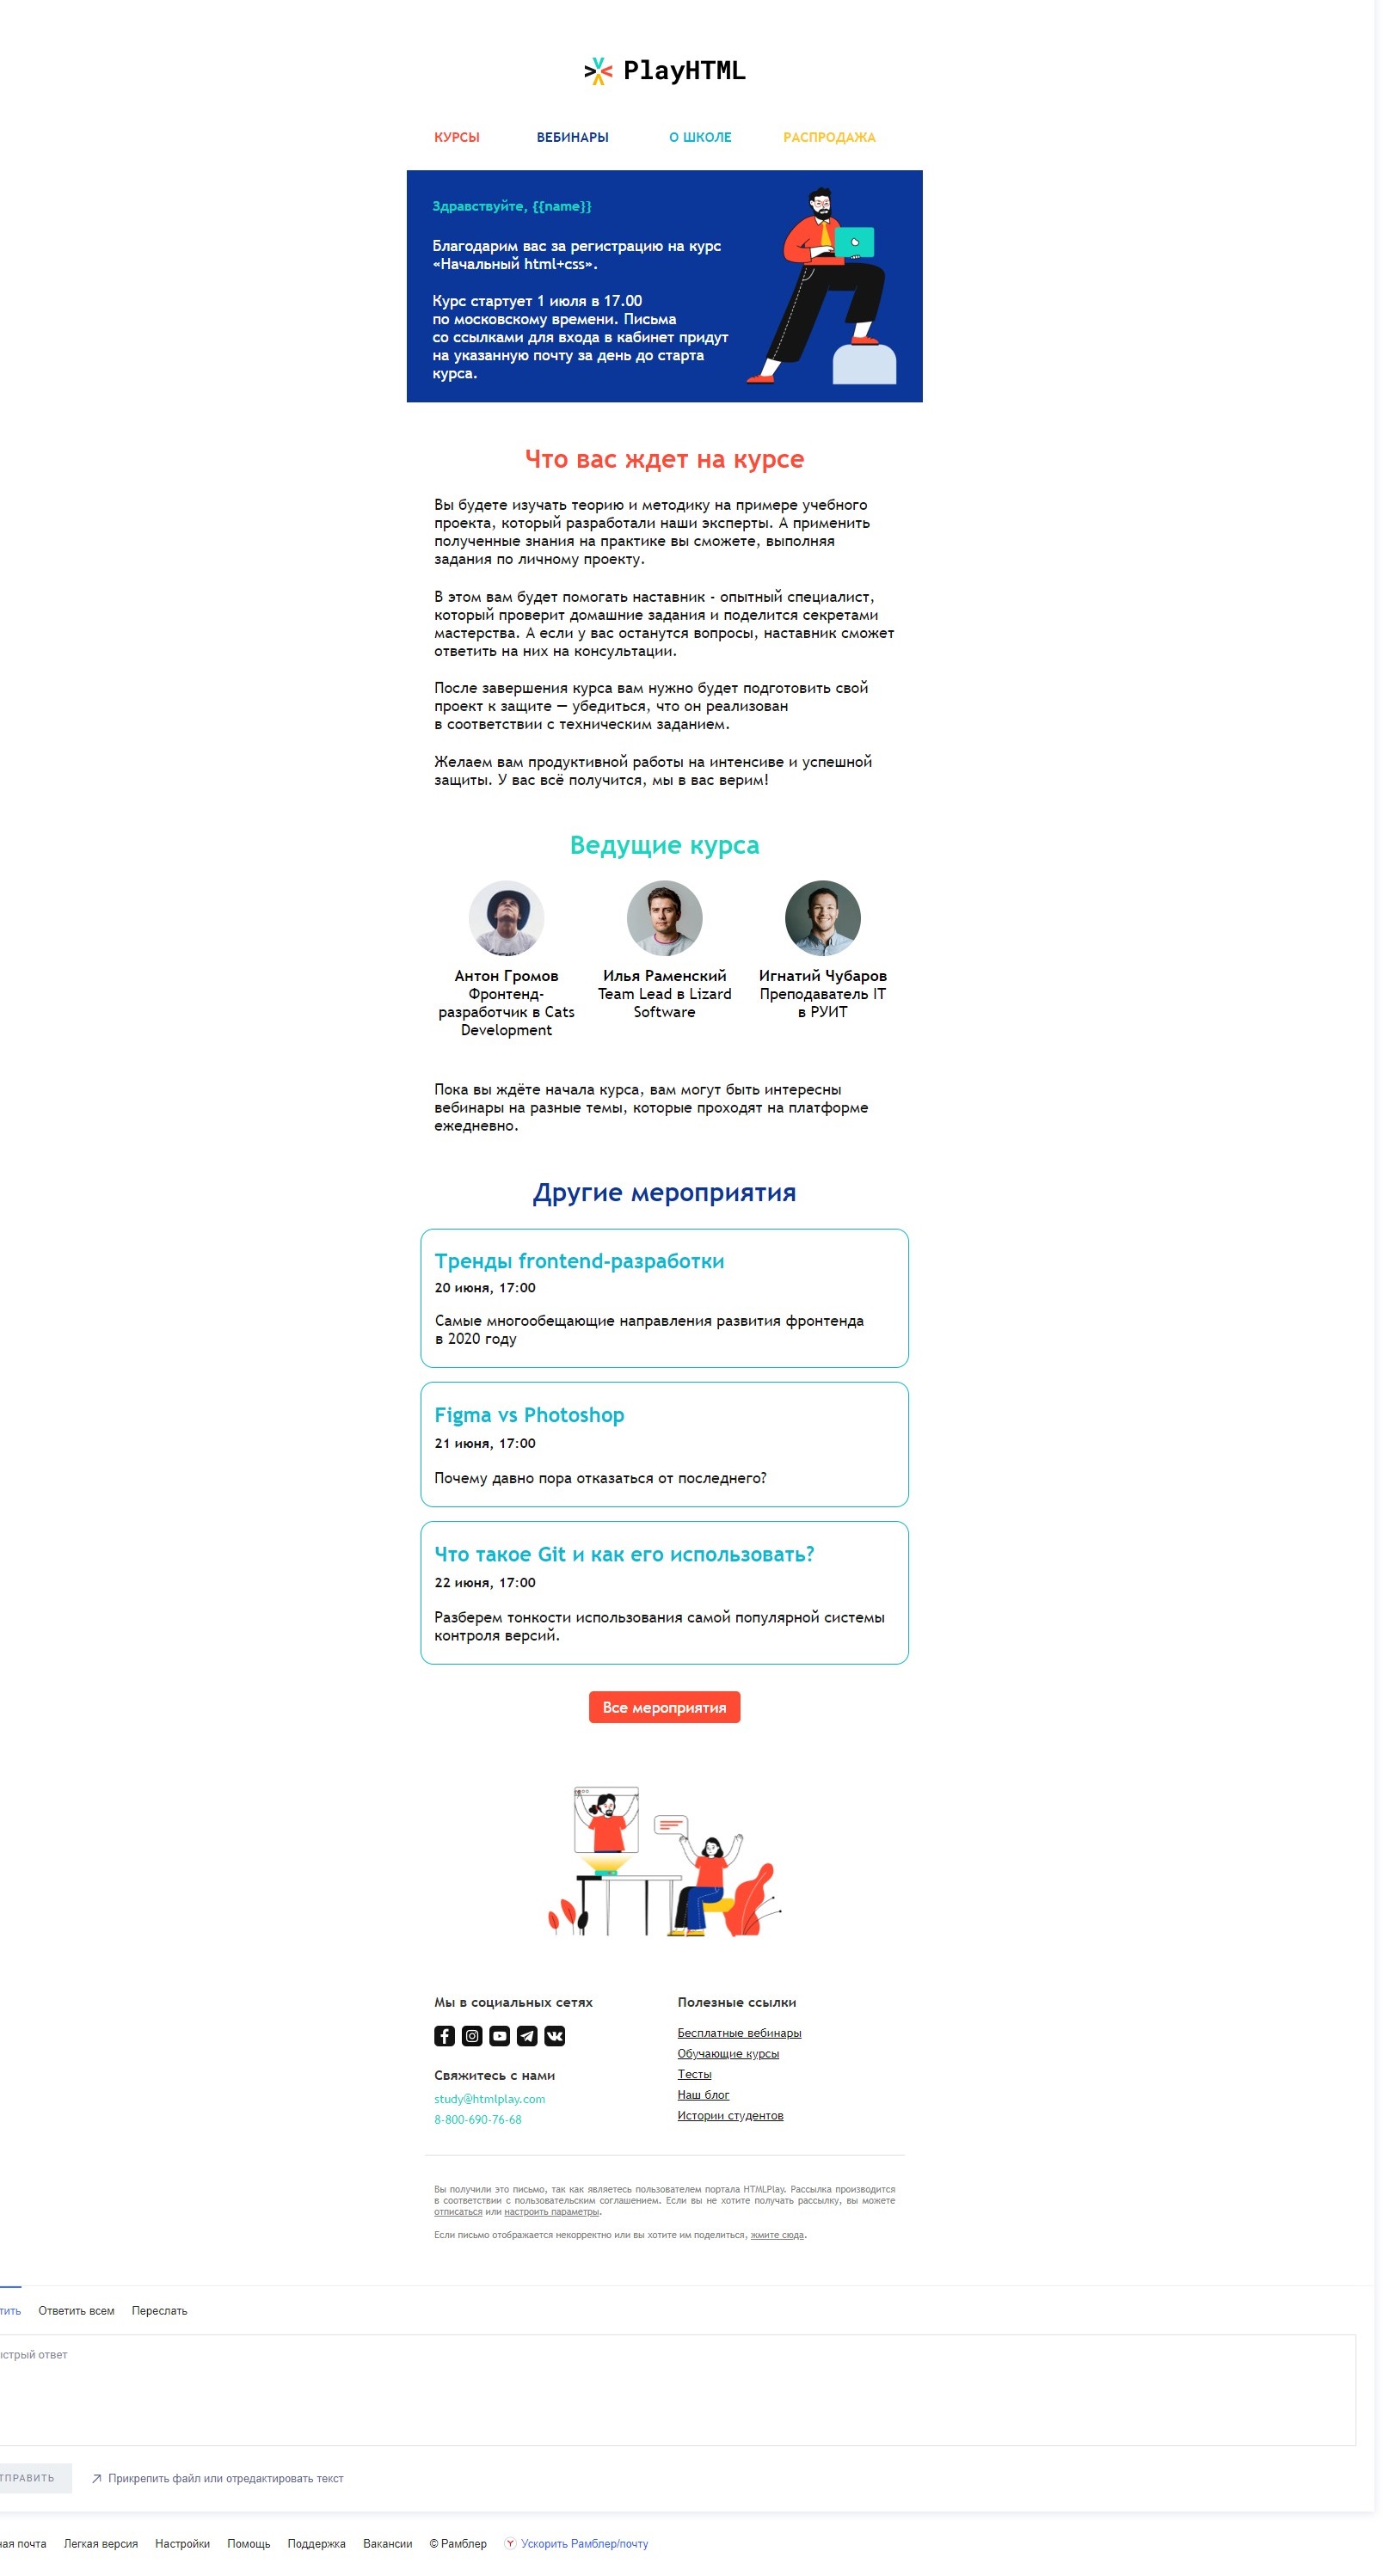 PlayHTML
КУРСЫ ВЕБИНАРЫ О ШКОЛЕ РАСПРОДАЖА
Здравствуйте, {{name}}
Благодарим вас за регистрацию на курс
«Начальный html+css».
Курс стартует 1 июля в 17.00
по московскому времени. Письма
со ссылками для входа в кабинет придут
на указанную почту за день до старта
курса.
Что вас ждет на курсе
Вы будете изучать теорию и методику на примере учебного
проекта, который разработали наши эксперты. А применить
полученные знания на практике вы сможете, выполняя
задания по личному проекту.
В этом вам будет помогать наставник - опытный специалист,
который проверит домашние задания и поделится секретами
мастерства. А если у вас останутся вопросы, наставник сможет
ответить на них на консультации.
После завершения курса вам нужно будет подготовить свой
проект к защите — убедиться, что он реализован
в соответствии с техническим заданием.
Желаем вам продуктивной работы на интенсиве и успешной
защиты. У вас всё получится, мы в вас верим!
Ведущие курса
Антон Громов
Фронтенд-
разработчик в Cats
Development
Илья Раменский
Team Lead в Lizard
Software
Игнатий Чубаров
Преподаватель IT
в РУИТ
Пока вы ждёте начала курса, вам могут быть интересны
вебинары на разные темы, которые проходят на платформе
ежедневно.
Другие мероприятия
Тренды frontend-разработки
20 июня, 17:00
Самые многообещающие направления развития фронтенда
в 2020 году
Figma vs Photoshop
21 июня, 17:00
Почему давно пора отказаться от последнего?
Что такое Git и как его использовать?
22 июня, 17:00
Разберем тонкости использования самой популярной системы
контроля версий.
Все мероприятия
Мы в социальных сетях
Свяжитесь с нами
study@htmlplay.com
8-800-690-76-68
Полезные ссылки
Бесплатные вебинары
Обучающие курсы
Тесты
Наш блог
Истории студентов
Вы получили это письмо, так как являетесь пользователем портала HTMLPlay. Рассылка производится
в соответствии с пользовательским соглашением. Если вы не хотите получать рассылку, вы можете
отписаться или настроить параметры.
Если письмо отображается некорректно или вы хотите им поделиться, жмите сюда.
тить Ответить всем Переслать
стрый ответ
ТПРАВИТЬ Прикрепить файл или отредактировать текст
ная почта Легкая версия Настройки Помощь Поддержка Вакансии © Рамблер Ускорить Рамблер/почту